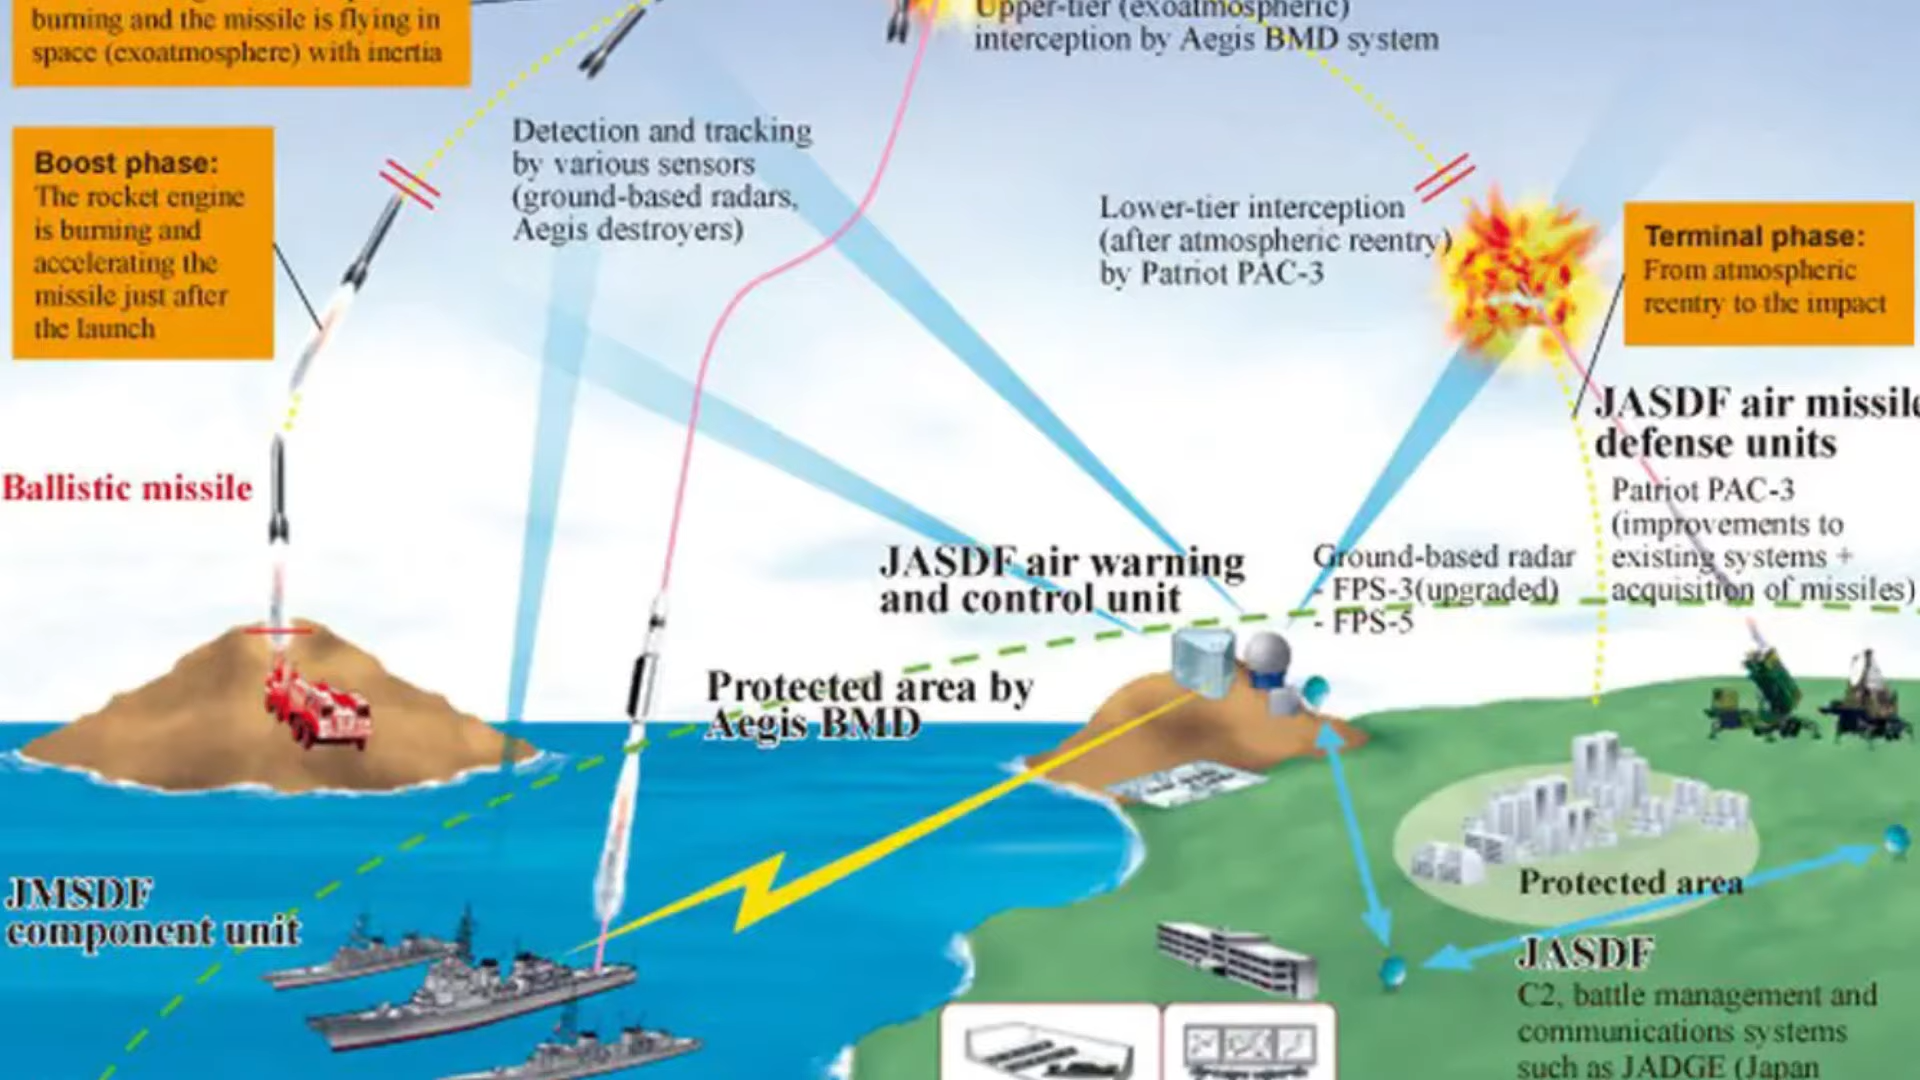 burning and the missile is flying in
space (exoatmosphere) with inertia
Upper-tier (exoatmospheric)
interception by Aegis BMD system
Boost phase:
The rocket engine
is burning and
accelerating the
missile just after
the launch
Detection and tracking
by various sensors
(ground-based radars,
Aegis destroyers)
Lower-tier interception
(after atmospheric reentry)
by Patriot PAC-3
Terminal phase:
From atmospheric
reentry to the impact
JASDF air missile
defense units
Patriot PAC-3
(improvements to
existing systems +
acquisition of missiles)
Ballistic missile
JASDF air warning
and control unit
Ground-based radar
- FPS-3(upgraded)
- FPS-5
Protected area by
Aegis BMD
JMSDF
component unit
Protected area
JASDF
C2, battle management and
communications systems
such as JADGE (Japan